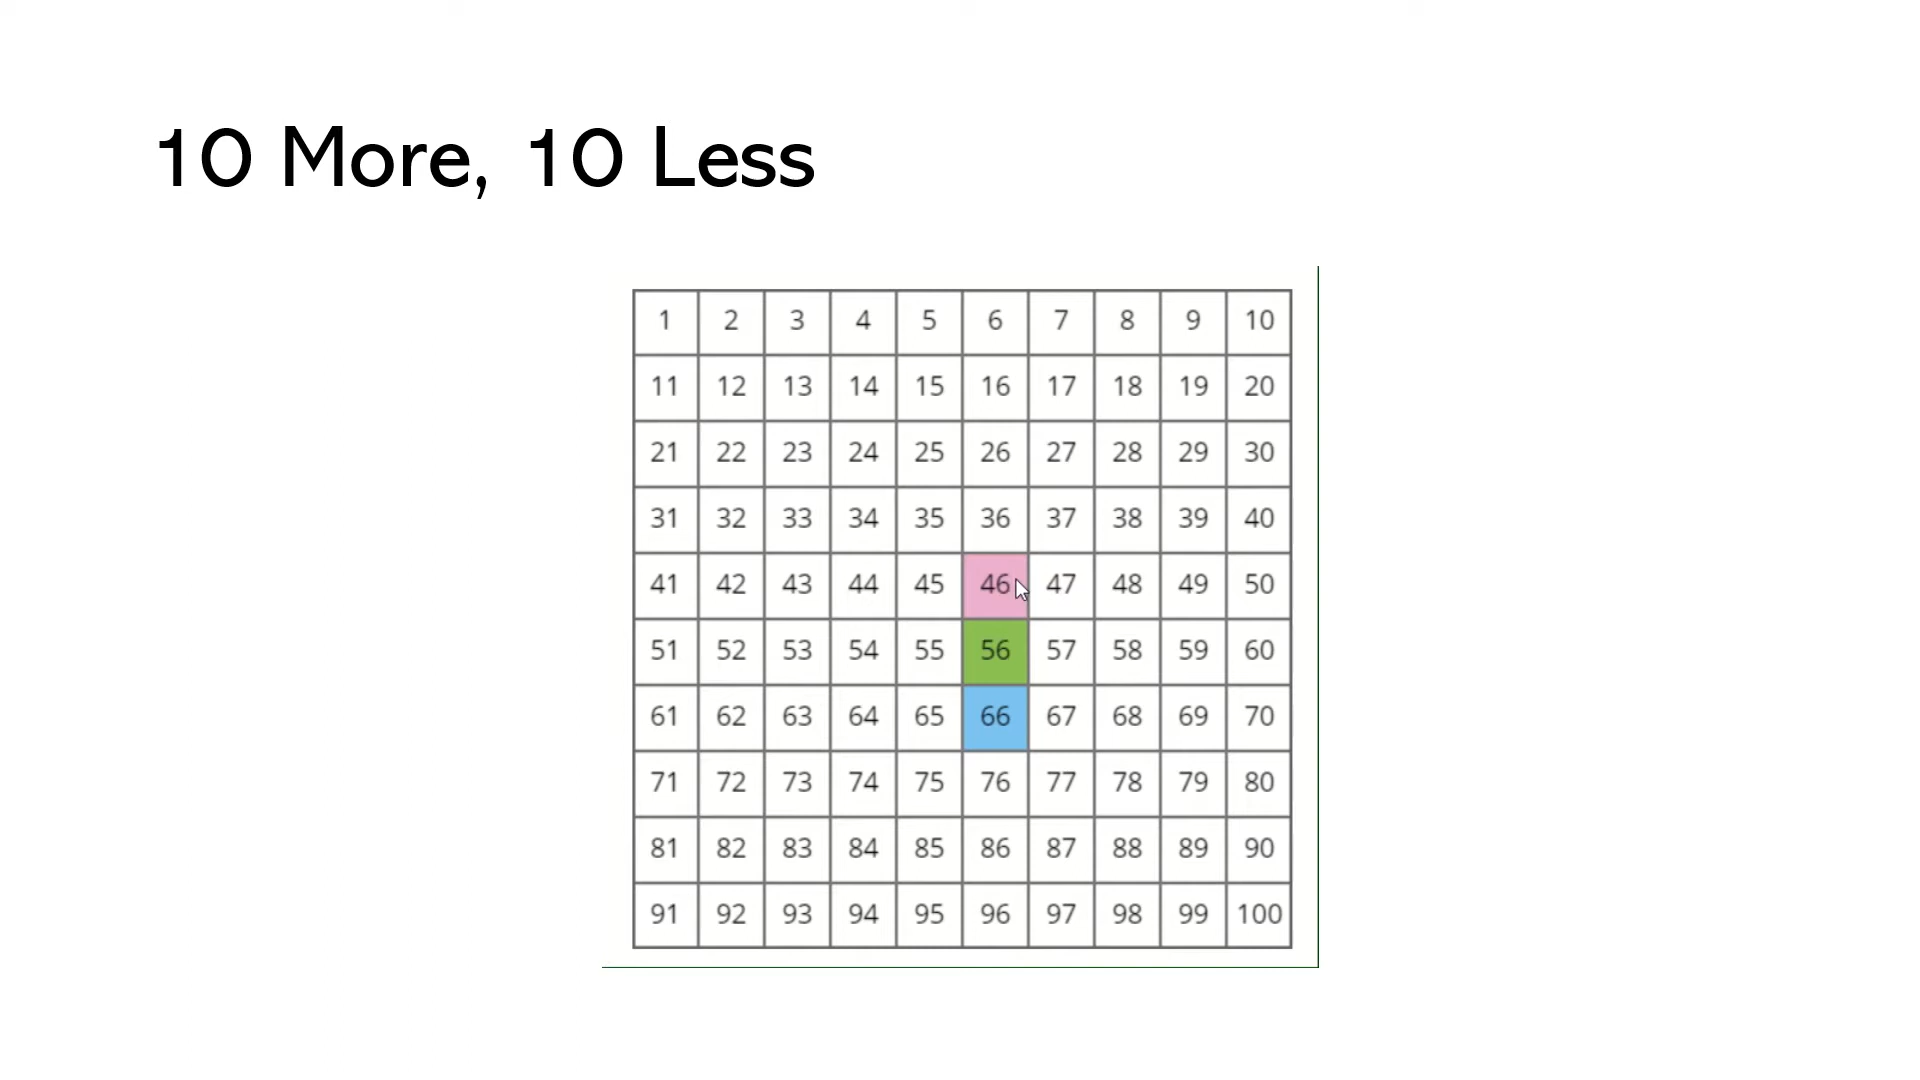 10 More, 10 Less
1 2 3 4 5 6 7 8 9 10
11 12 13 14 15 16 17 18 19 20
21 22 23 24 25 26 27 28 29 30
31 32 33 34 35 36 37 38 39 40
41 42 43 44 45 46 47 48 49 50
51 52 53 54 55 56 57 58 59 60
61 62 63 64 65 66 67 68 69 70
71 72 73 74 75 76 77 78 79 80
81 82 83 84 85 86 87 88 89 90
91 92 93 94 95 96 97 98 99 100